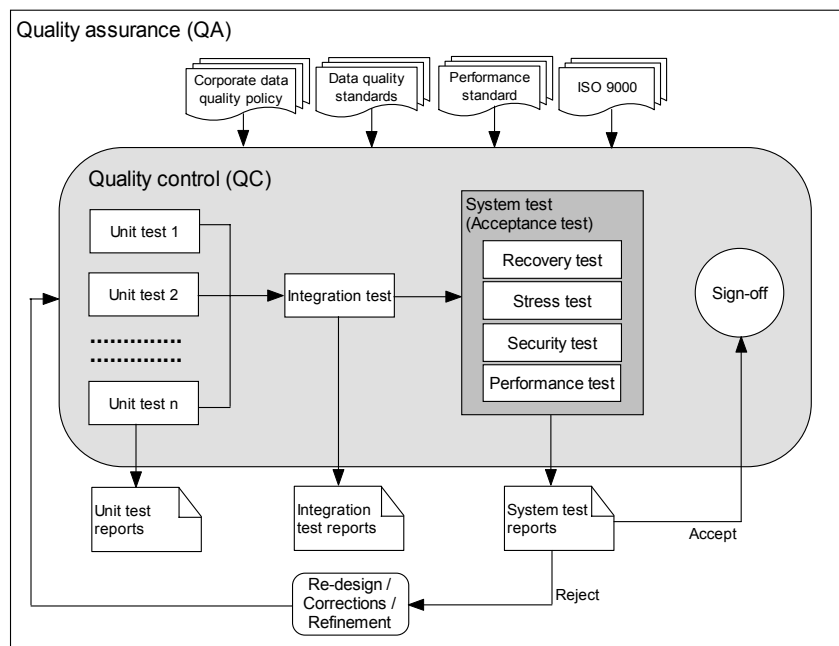 Quality assurance (QA)
Corporate data
quality policy
Data quality
standards
Performance
standard
ISO 9000
Quality control (QC)
Unit test 1
Unit test 2
..............
..............
Unit test n
Integration test
System test
(Acceptance test)
Recovery test
Stress test
Security test
Performance test
Sign-off
Unit test
reports
Integration
test reports
System test
reports
Accept
Reject
Re-design /
Corrections /
Refinement